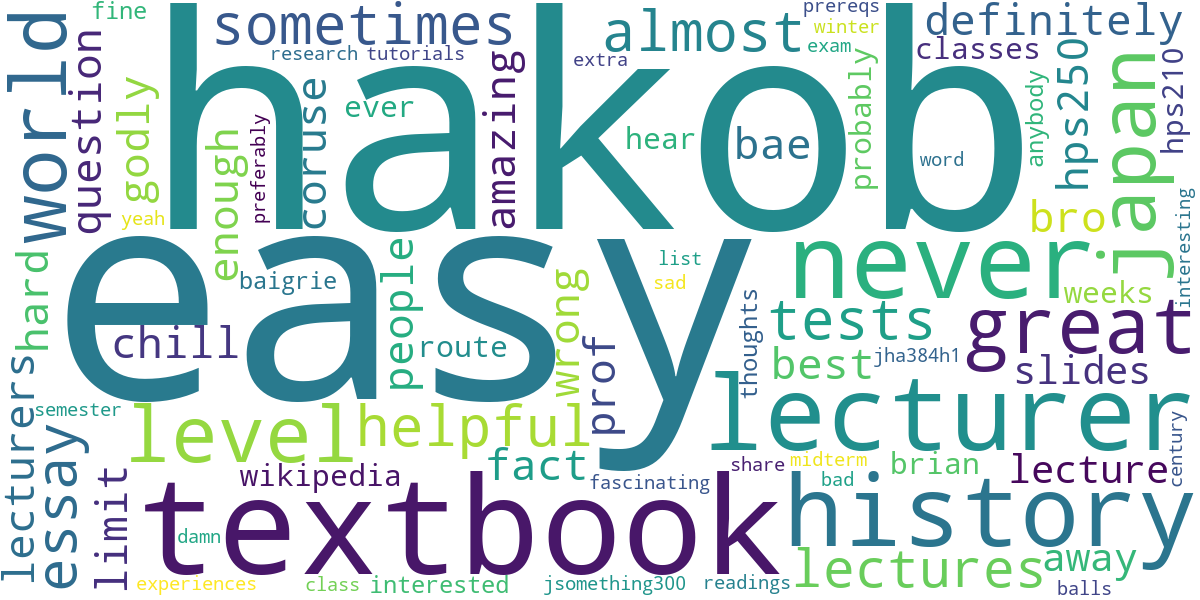 fine
sometimes
research
tutorials
hakob
almost
extra
prereqs
winter
exam
definitely
classes
world
question
godly
yeah
enough
preferably
coruse
ever
amazing
hear
bae
probably
word
anybody
hps250
japan
hps210
bro
interesting
hard
easy
baigrie
chill
people
route
wrong
prof
list
sad
thoughts
never
weeks
tests
great
best
jha384h1
slides
lecturers
semester
essay
limit
level
helpful
lecturer
wikipedia
fact
fascinating
share
midterm
bad
brian
lecture
century
textbook
history
damn
experiences
class
interested
jsomething300
readings
lectures
away
balls